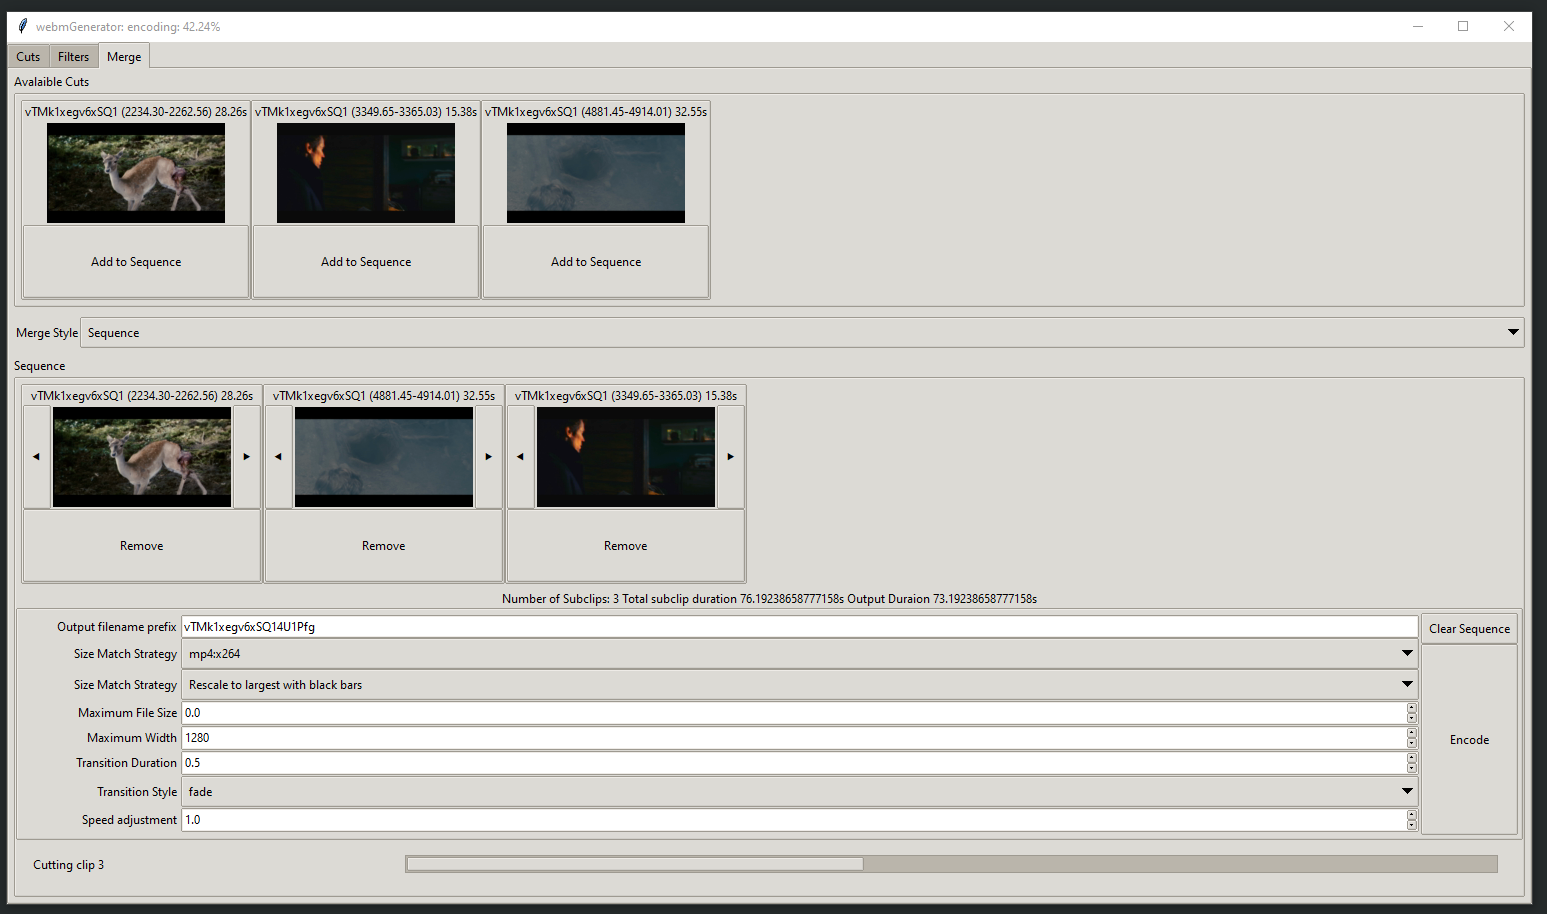 webmGenerator: encoding: 42.24%
Cuts Filters Merge
Avalaible Cuts
vTMk1xegv6xSQ1 (2234.30-2262.56) 28.26s vTMk1xegv6xSQ1 (3349.65-3365.03) 15.38s vTMk1xegv6xSQ1 (4881.45-4914.01) 32.55s
Add to Sequence Add to Sequence Add to Sequence
Merge Style Sequence
Sequence
vTMk1xegv6xSQ1 (2234.30-2262.56) 28.26s vTMk1xegv6xSQ1 (4881.45-4914.01) 32.55s vTMk1xegv6xSQ1 (3349.65-3365.03) 15.38s
Remove Remove Remove
Number of Subclips: 3 Total subclip duration 76.19238658777158s Output Duraion 73.19238658777158s
Output filename prefix vTMk1xegv6xSQ14U1Pfg Clear Sequence
Size Match Strategy mp4:x264
Size Match Strategy Rescale to largest with black bars
Maximum File Size 0.0
Maximum Width 1280 Encode
Transition Duration 0.5
Transition Style fade
Speed adjustment 1.0
Cutting clip 3